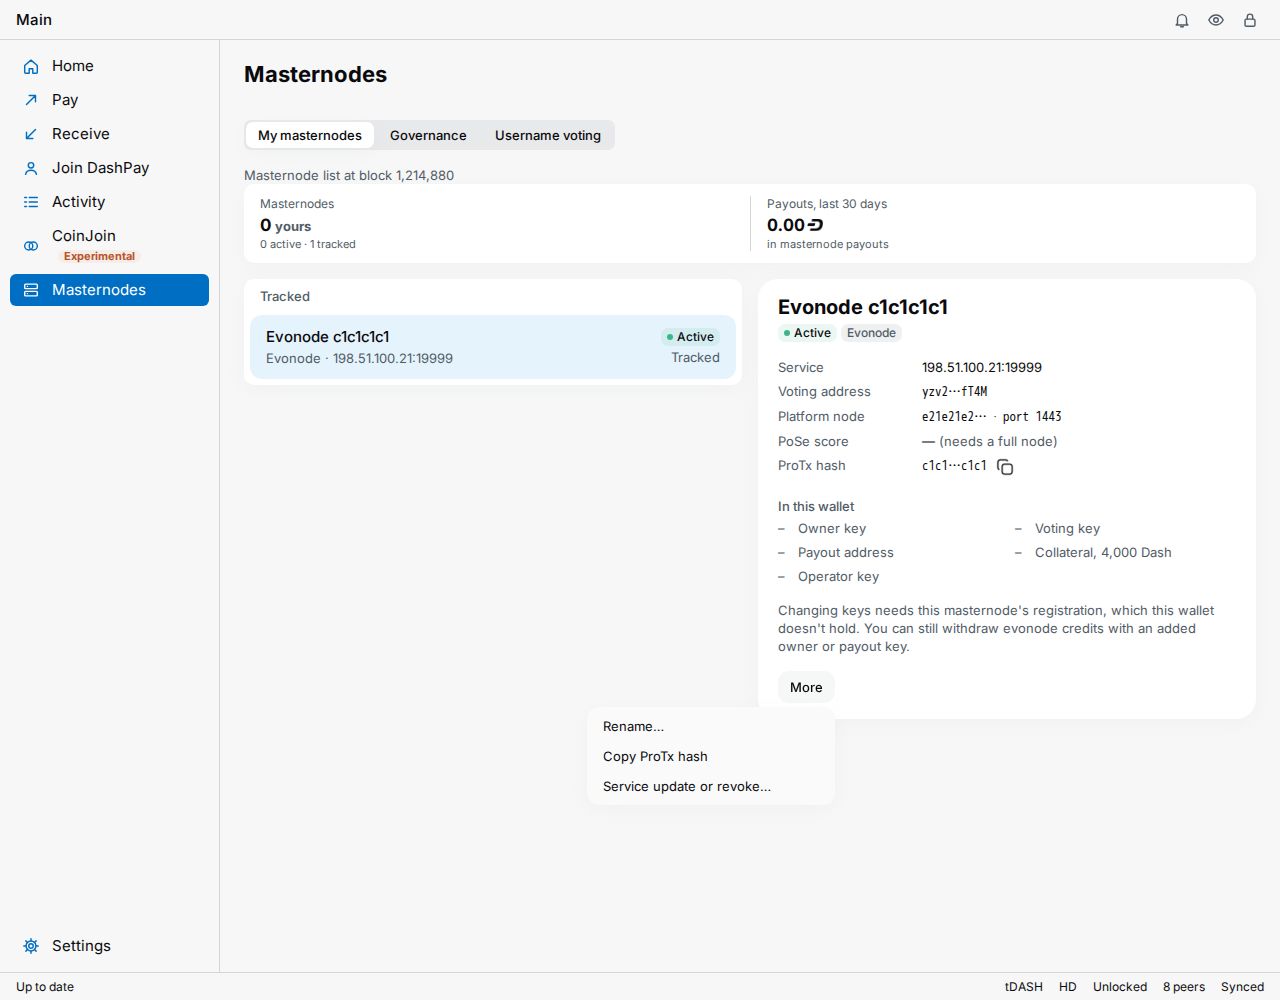 Main
Home
Pay
Receive
Join DashPay
Activity
CoinJoin
Experimental
Masternodes
Settings
Masternodes
My masternodes
Governance
Username voting
Masternode list at block 1,214,880
Masternodes
0 yours
0 active · 1 tracked
Payouts, last 30 days
0.00
in masternode payouts
Tracked
Evonode c1c1c1c1
Active
Evonode · 198.51.100.21:19999
Tracked
Evonode c1c1c1c1
Active Evonode
Service 198.51.100.21:19999
Voting address yzv2…fT4M
Platform node e21e21e2… · port 1443
PoSe score — (needs a full node)
ProTx hash c1c1…c1c1
In this wallet
– Owner key
– Voting key
– Payout address
– Collateral, 4,000 Dash
– Operator key
Changing keys needs this masternode's registration, which this wallet
doesn't hold. You can still withdraw evonode credits with an added
owner or payout key.
More
Rename…
Copy ProTx hash
Service update or revoke…
Up to date
tDASH HD Unlocked 8 peers Synced